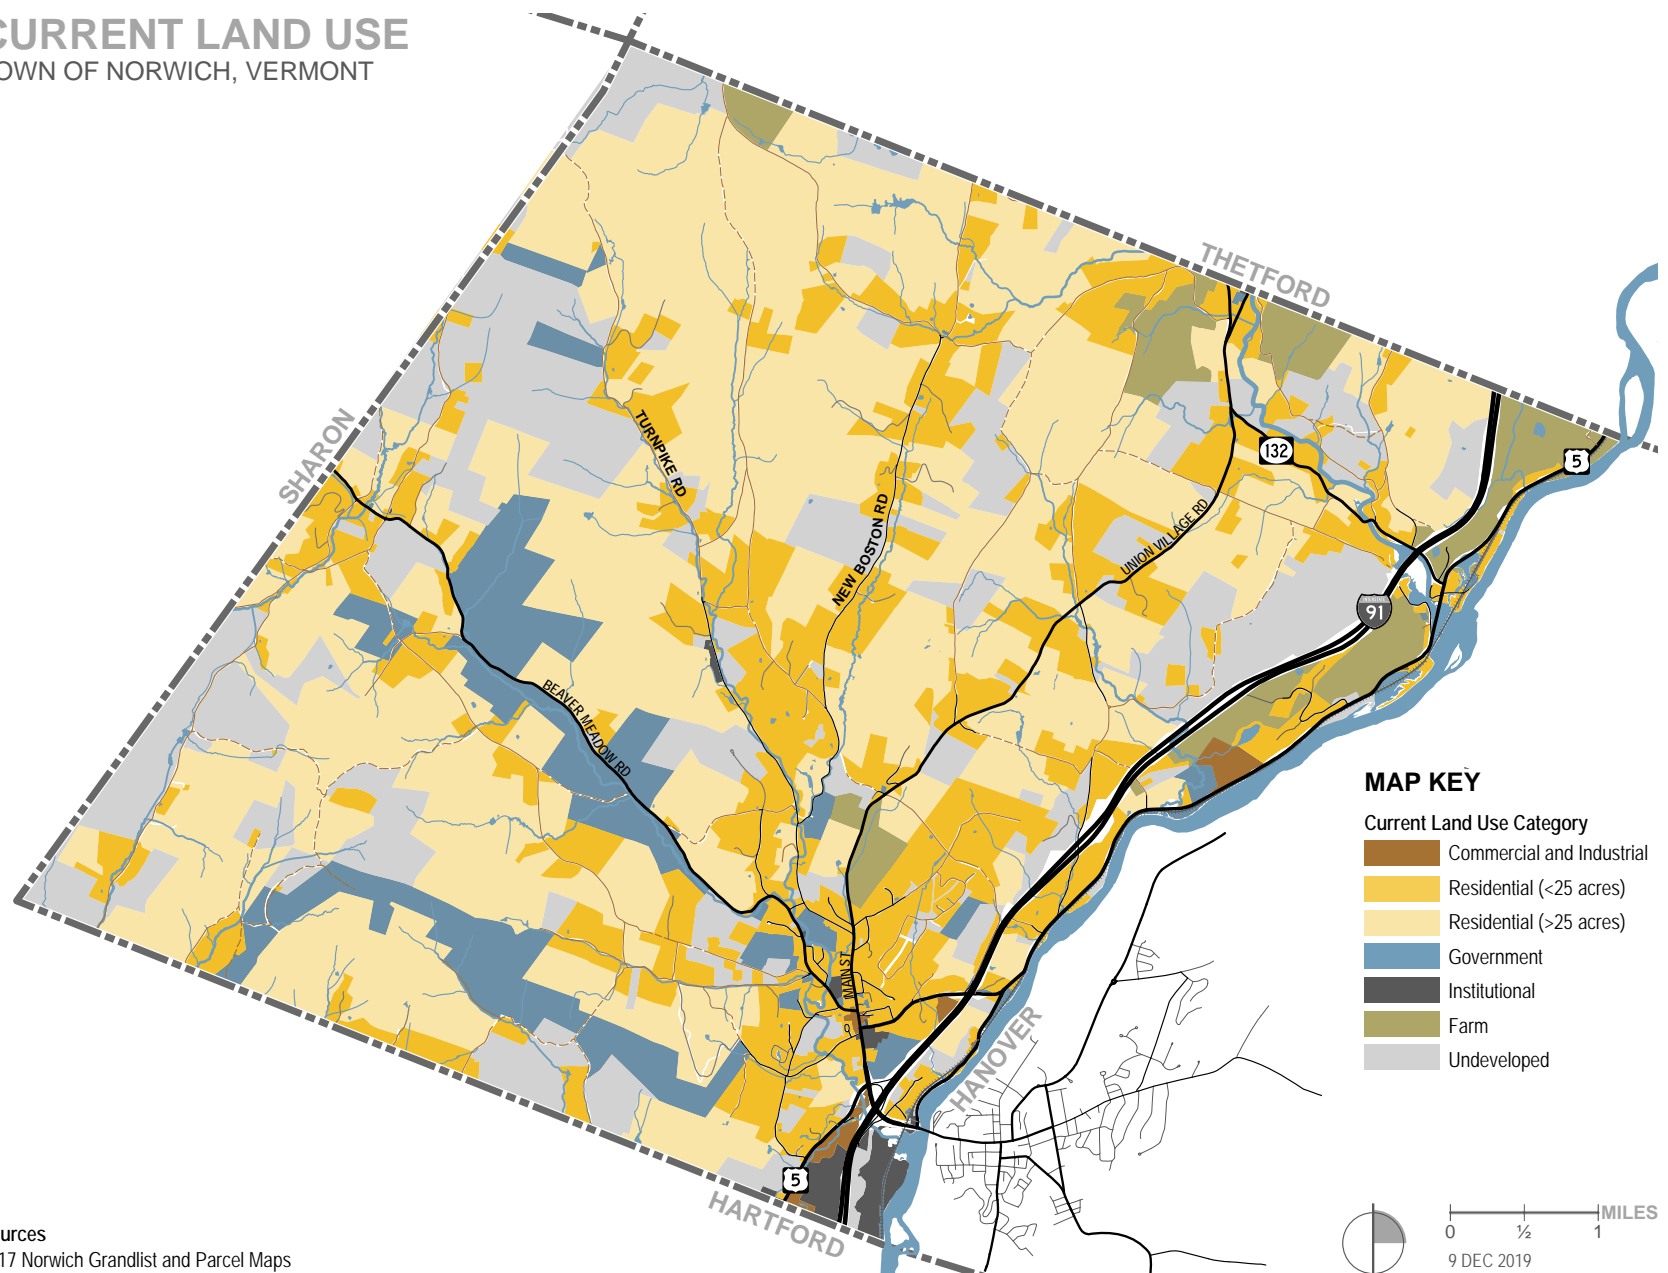 CURRENT LAND USE
OWN OF NORWICH, VERMONT
THETFORD
SHARON
TURNPIKE RD
NEW BOSTON RD
UNION VILLAGE RD
132
5
INTERSTATE
91
BEAVER MEADOW RD
MAIN ST
HANOVER
5
HARTFORD
MAP KEY
Current Land Use Category
Commercial and Industrial
Residential (<25 acres)
Residential (>25 acres)
Government
Institutional
Farm
Undeveloped
MILES
0 ½ 1
9 DEC 2019
urces
17 Norwich Grandlist and Parcel Maps